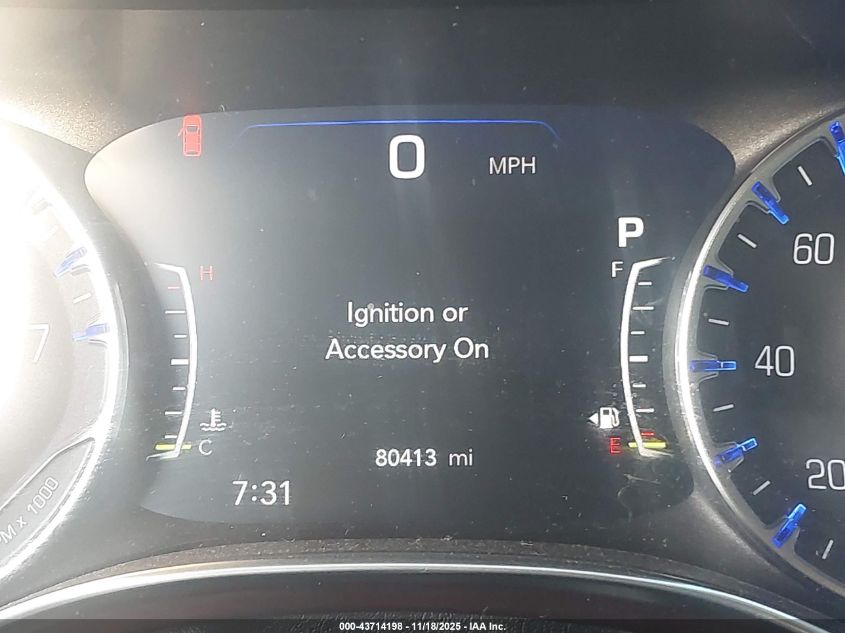 0 MPH
P
H
F
Ignition or
Accessory On
C
E
80413 mi
7:31
7
M x 1000
60
40
20
000-43714198 - 11/18/2025 - IAA Inc.